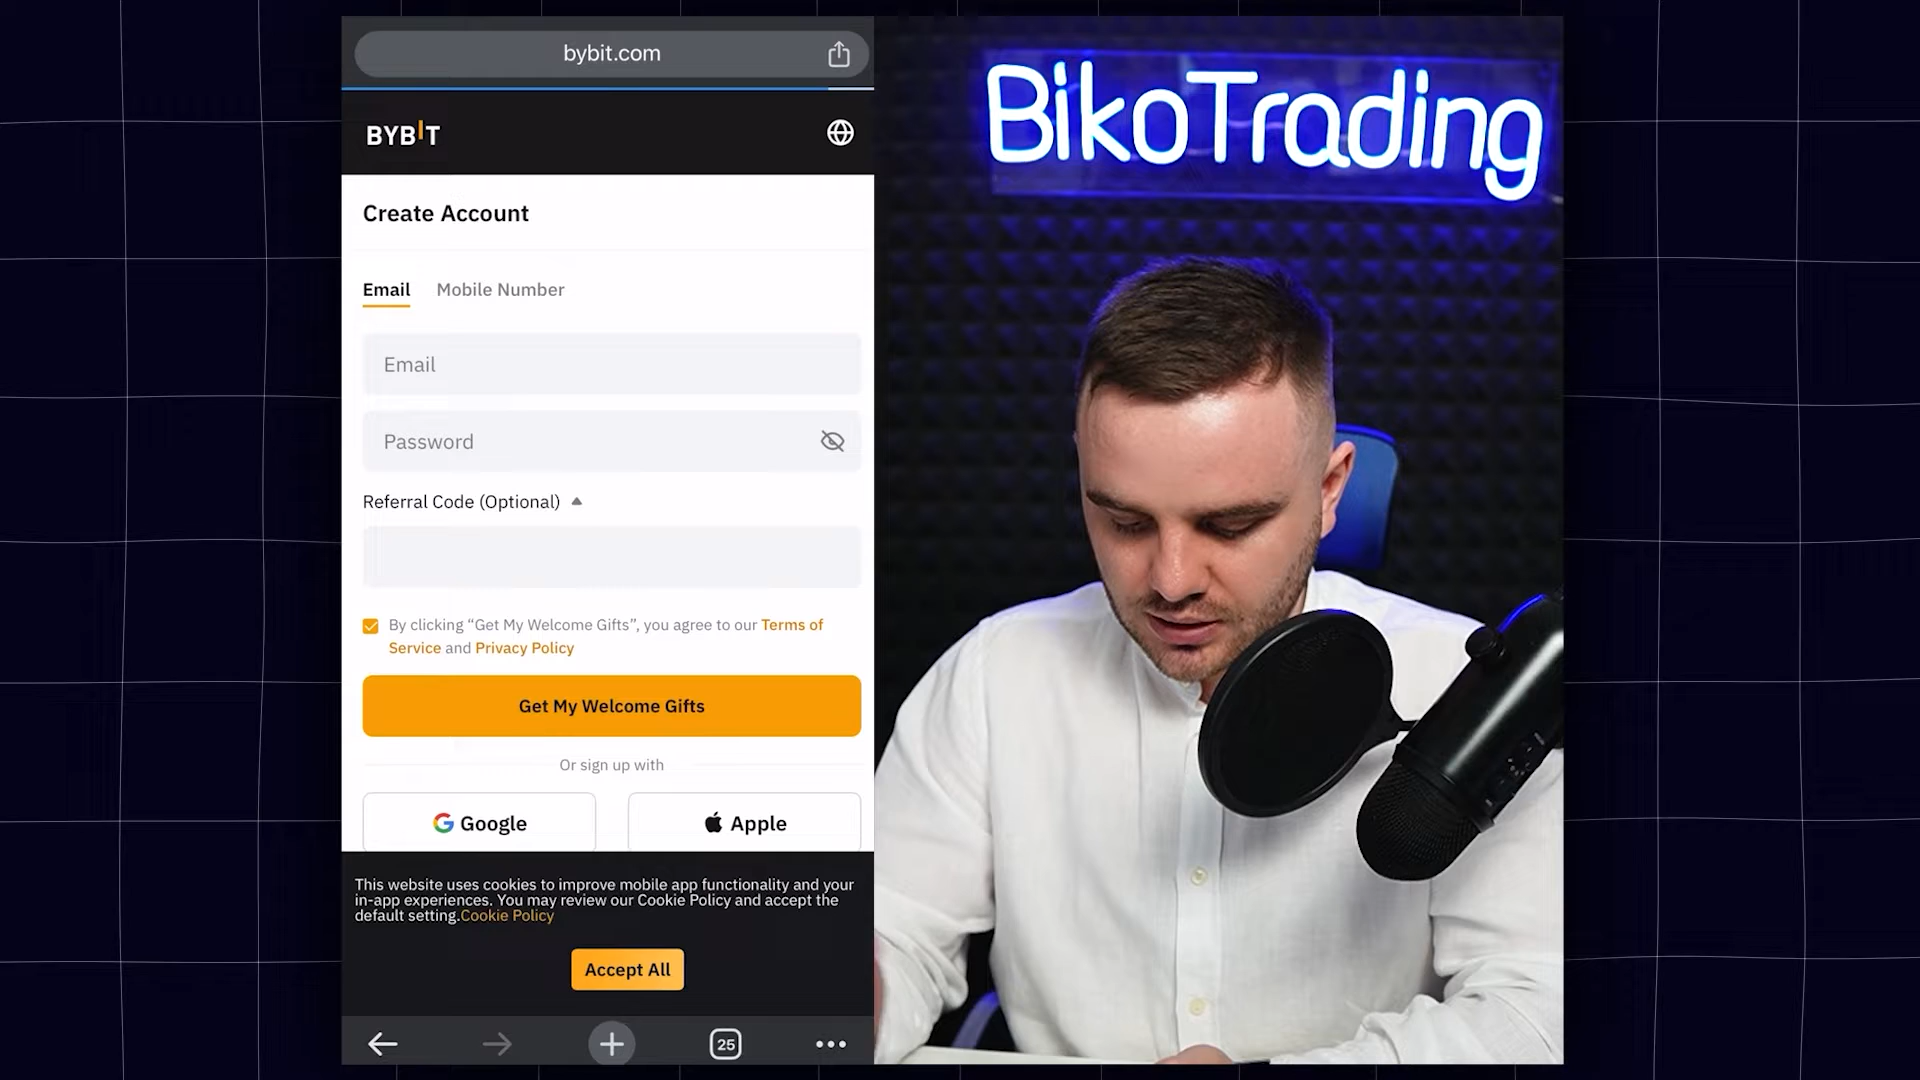 bybit.com
BYBIT
Create Account
Email Mobile Number
Email
Password
Referral Code (Optional)
By clicking “Get My Welcome Gifts”, you agree to our Terms of
Service and Privacy Policy
Get My Welcome Gifts
Or sign up with
Google Apple
This website uses cookies to improve mobile app functionality and your
in-app experiences. You may review our Cookie Policy and accept the
default setting.Cookie Policy
Accept All
25
BikoTrading